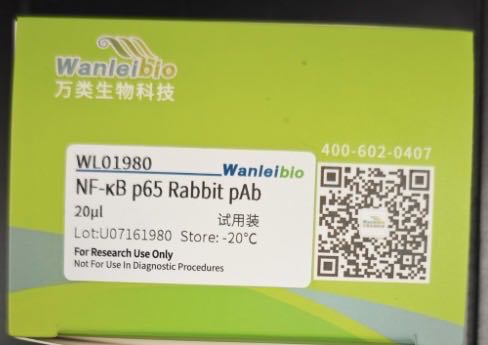 Wanleibio
万类生物科技
400-602-0407
WL01980
Wanleibio
NF-κB p65 Rabbit pAb
20μl
试用装
Lot:U07161980 Store: -20°C
For Research Use Only
Not For Use In Diagnostic Procedures
Wanleibio